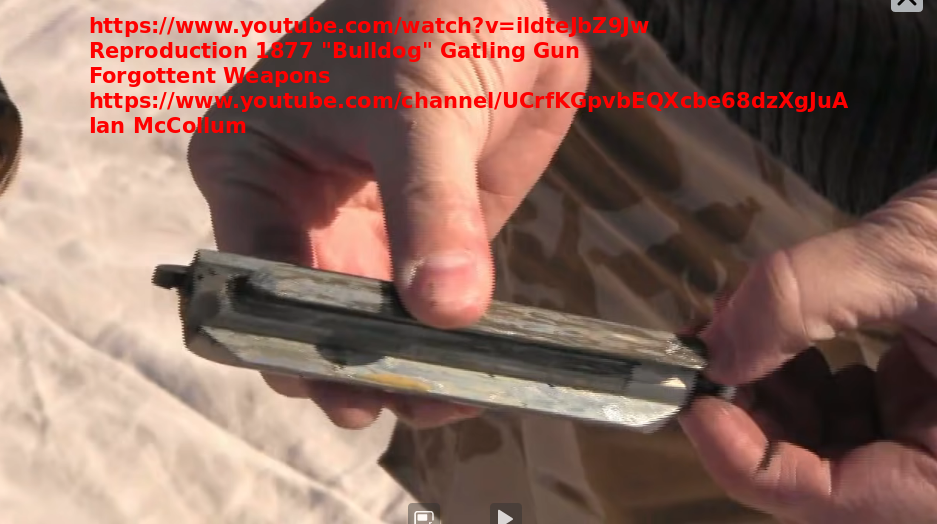 https://www.youtube.com/watch?v=ildteJbZ9Jw
Reproduction 1877 "Bulldog" Gatling Gun
Forgottent Weapons
https://www.youtube.com/channel/UCrfKGpvbEQXcbe68dzXgJuA
Ian McCollum